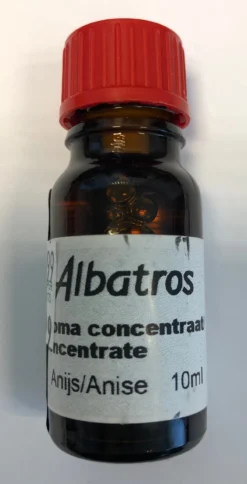 Albatros
oma concentraat
ncentrate
Anijs/Anise 10ml